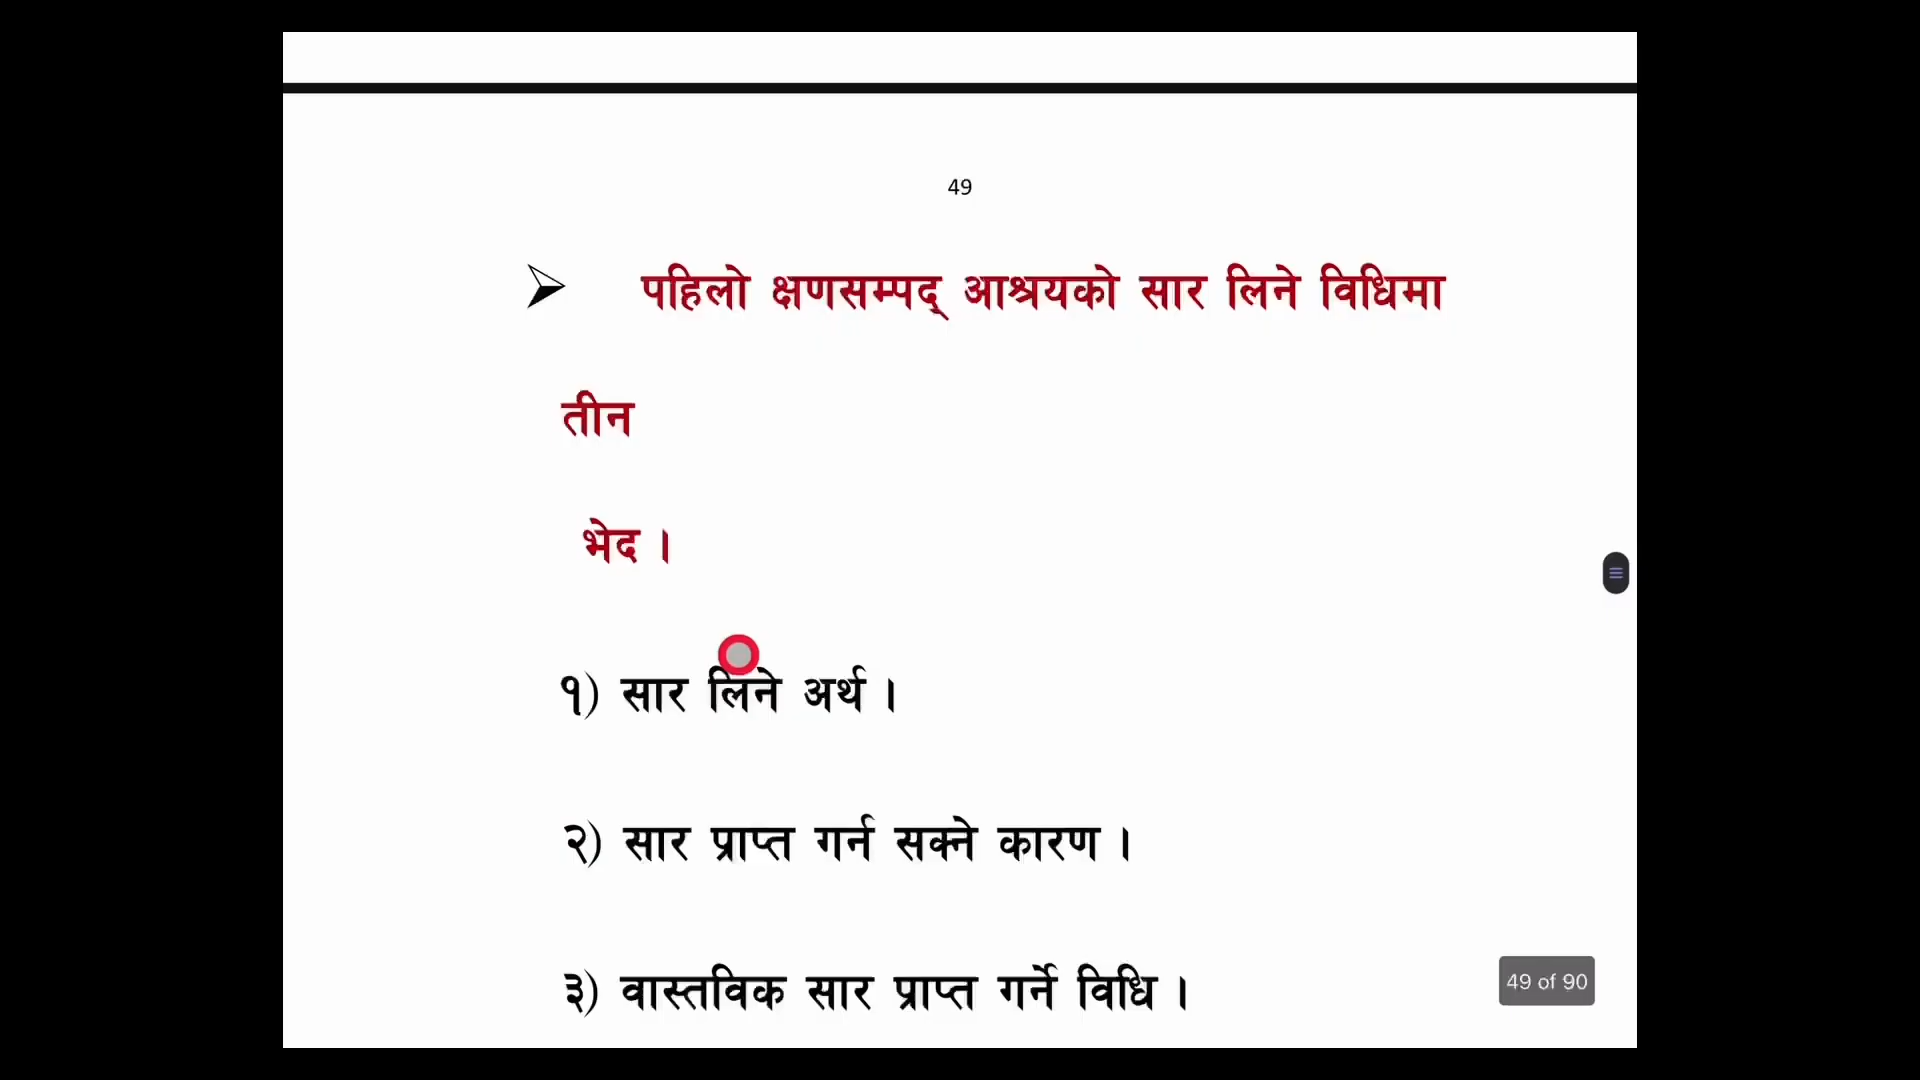 49
➢ पहिलो क्षणसम्पद् आश्रयको सार लिने विधिमा
तीन
भेद ।
१) सार लिने अर्थ ।
२) सार प्राप्त गर्न सक्ने कारण ।
३) वास्तविक सार प्राप्त गर्ने विधि ।
49 of 90